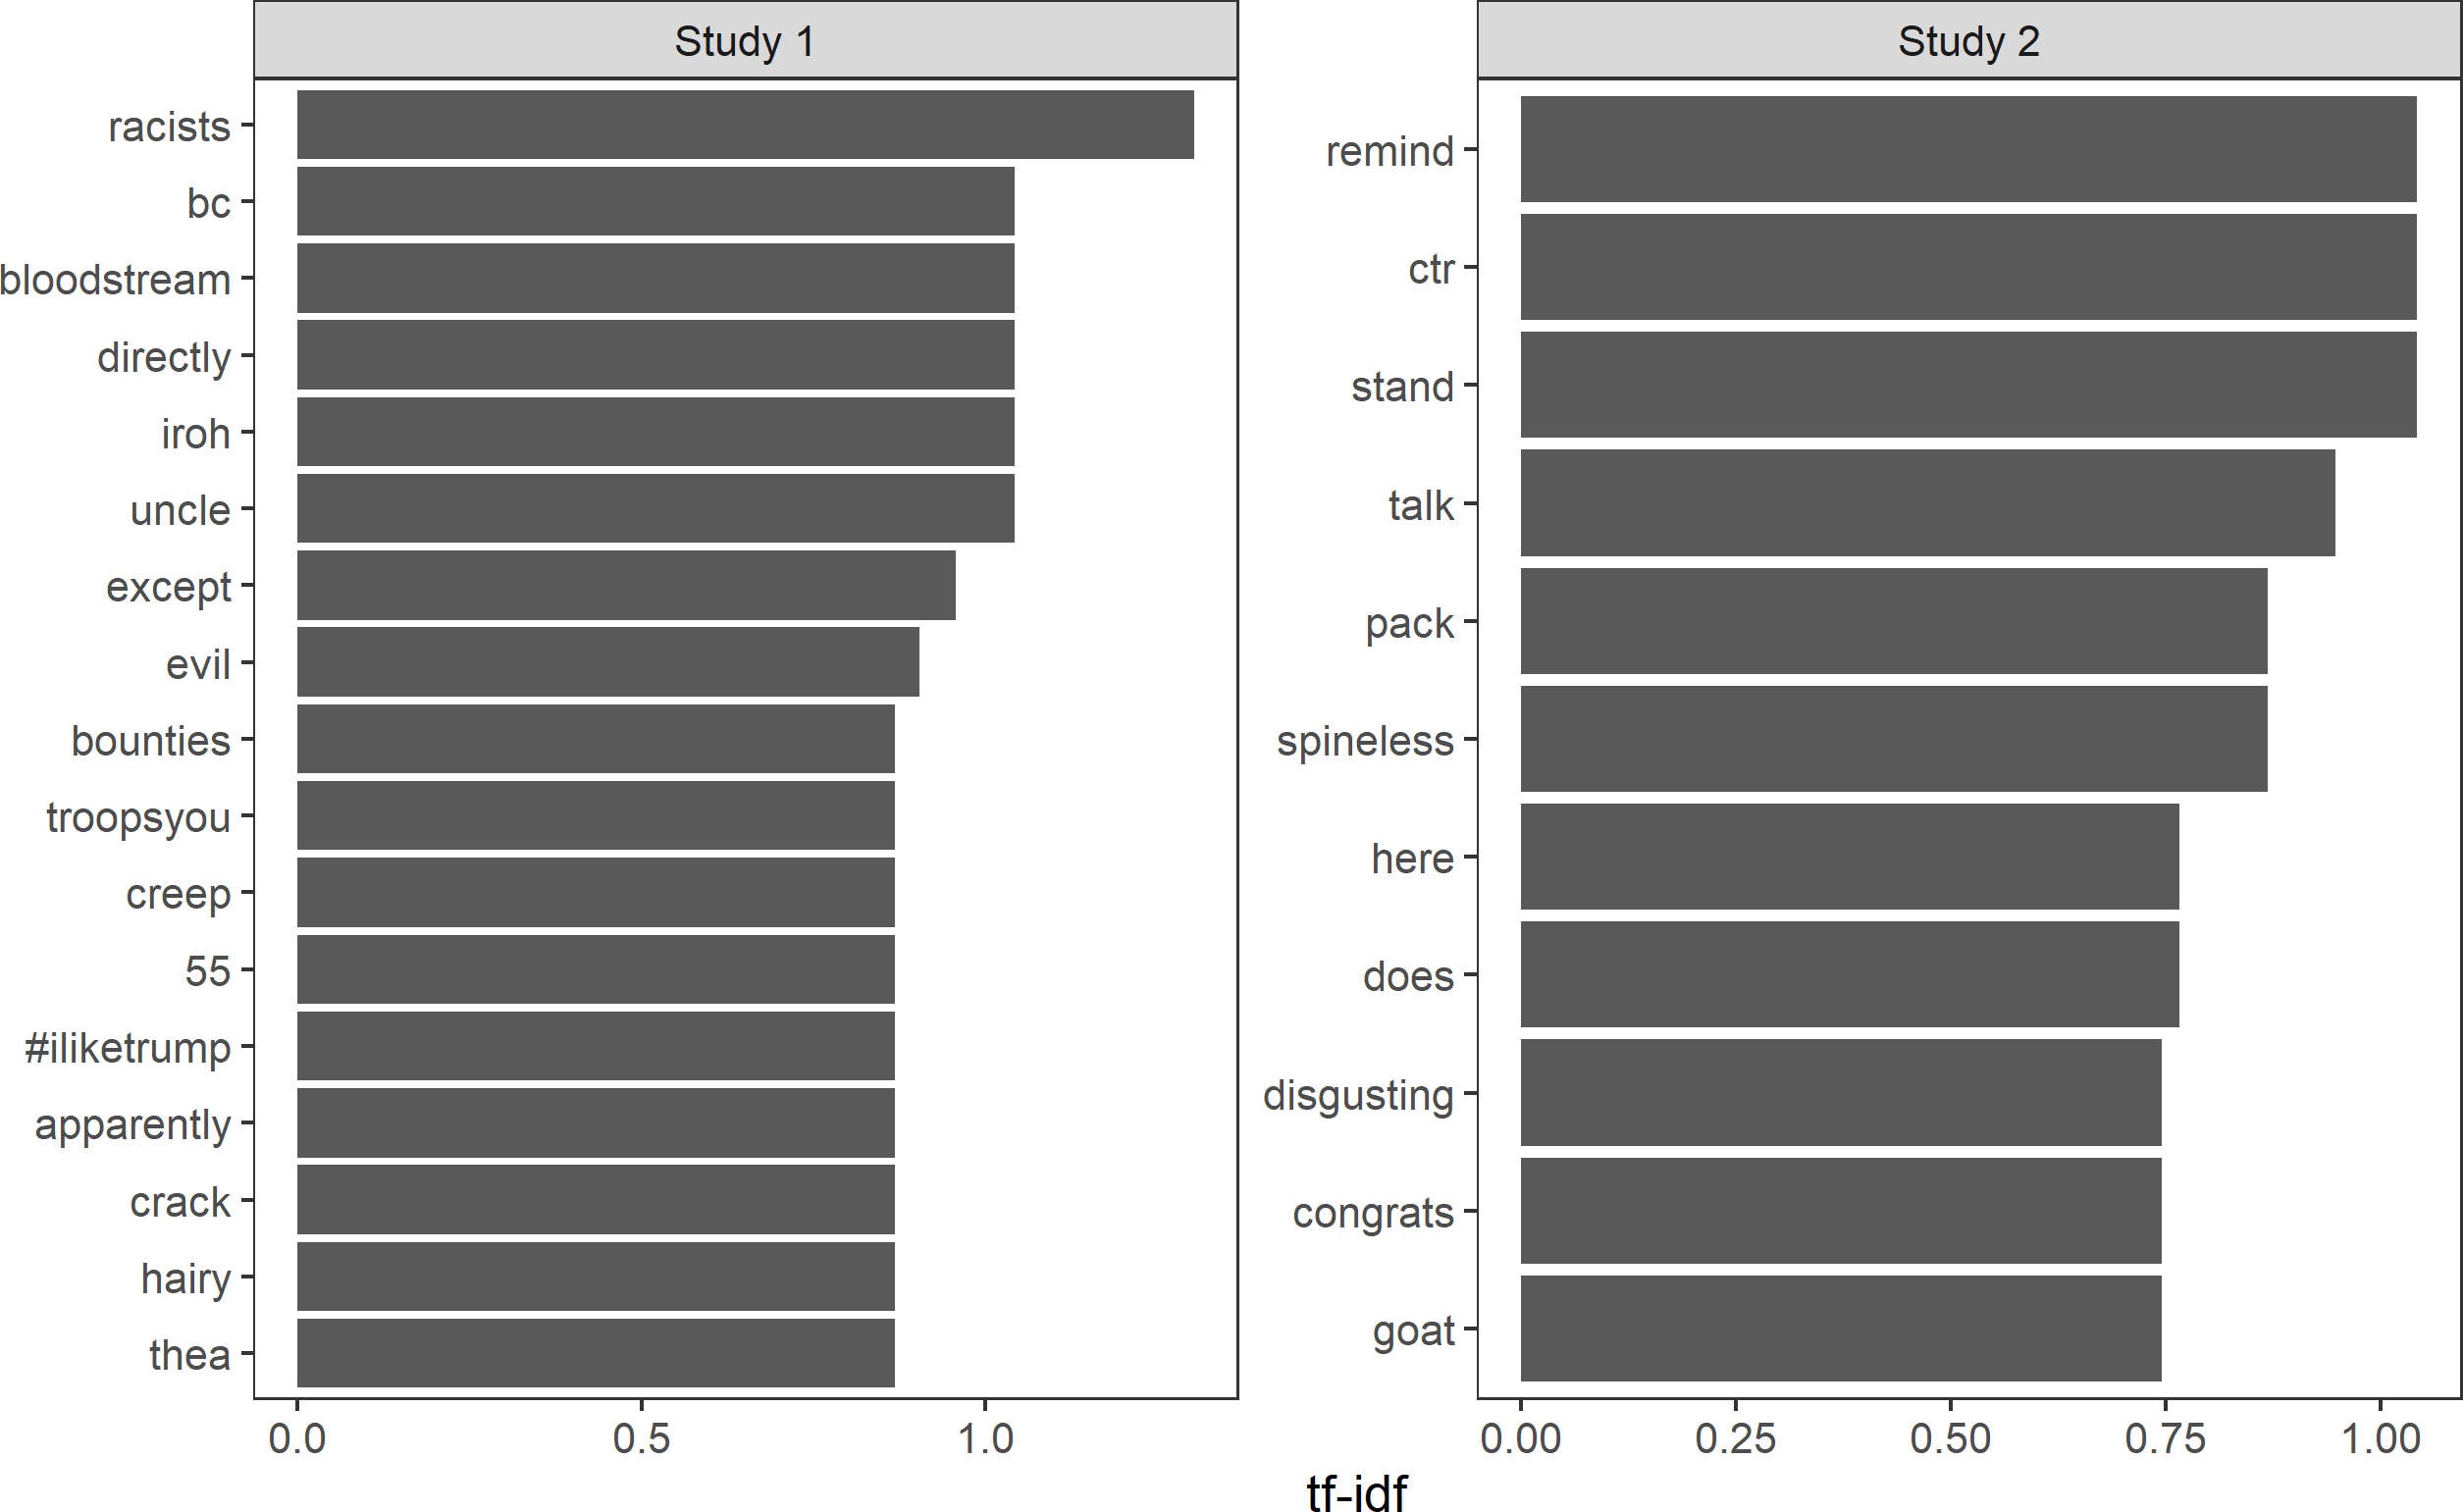 Study 1
racists
bc
bloodstream
directly
iroh
uncle
except
evil
bounties
troopsyou
creep
55
#iliketrump
apparently
crack
hairy
thea
0.0 0.5 1.0
Study 2
remind
ctr
stand
talk
pack
spineless
here
does
disgusting
congrats
goat
0.00 0.25 0.50 0.75 1.00
tf-idf